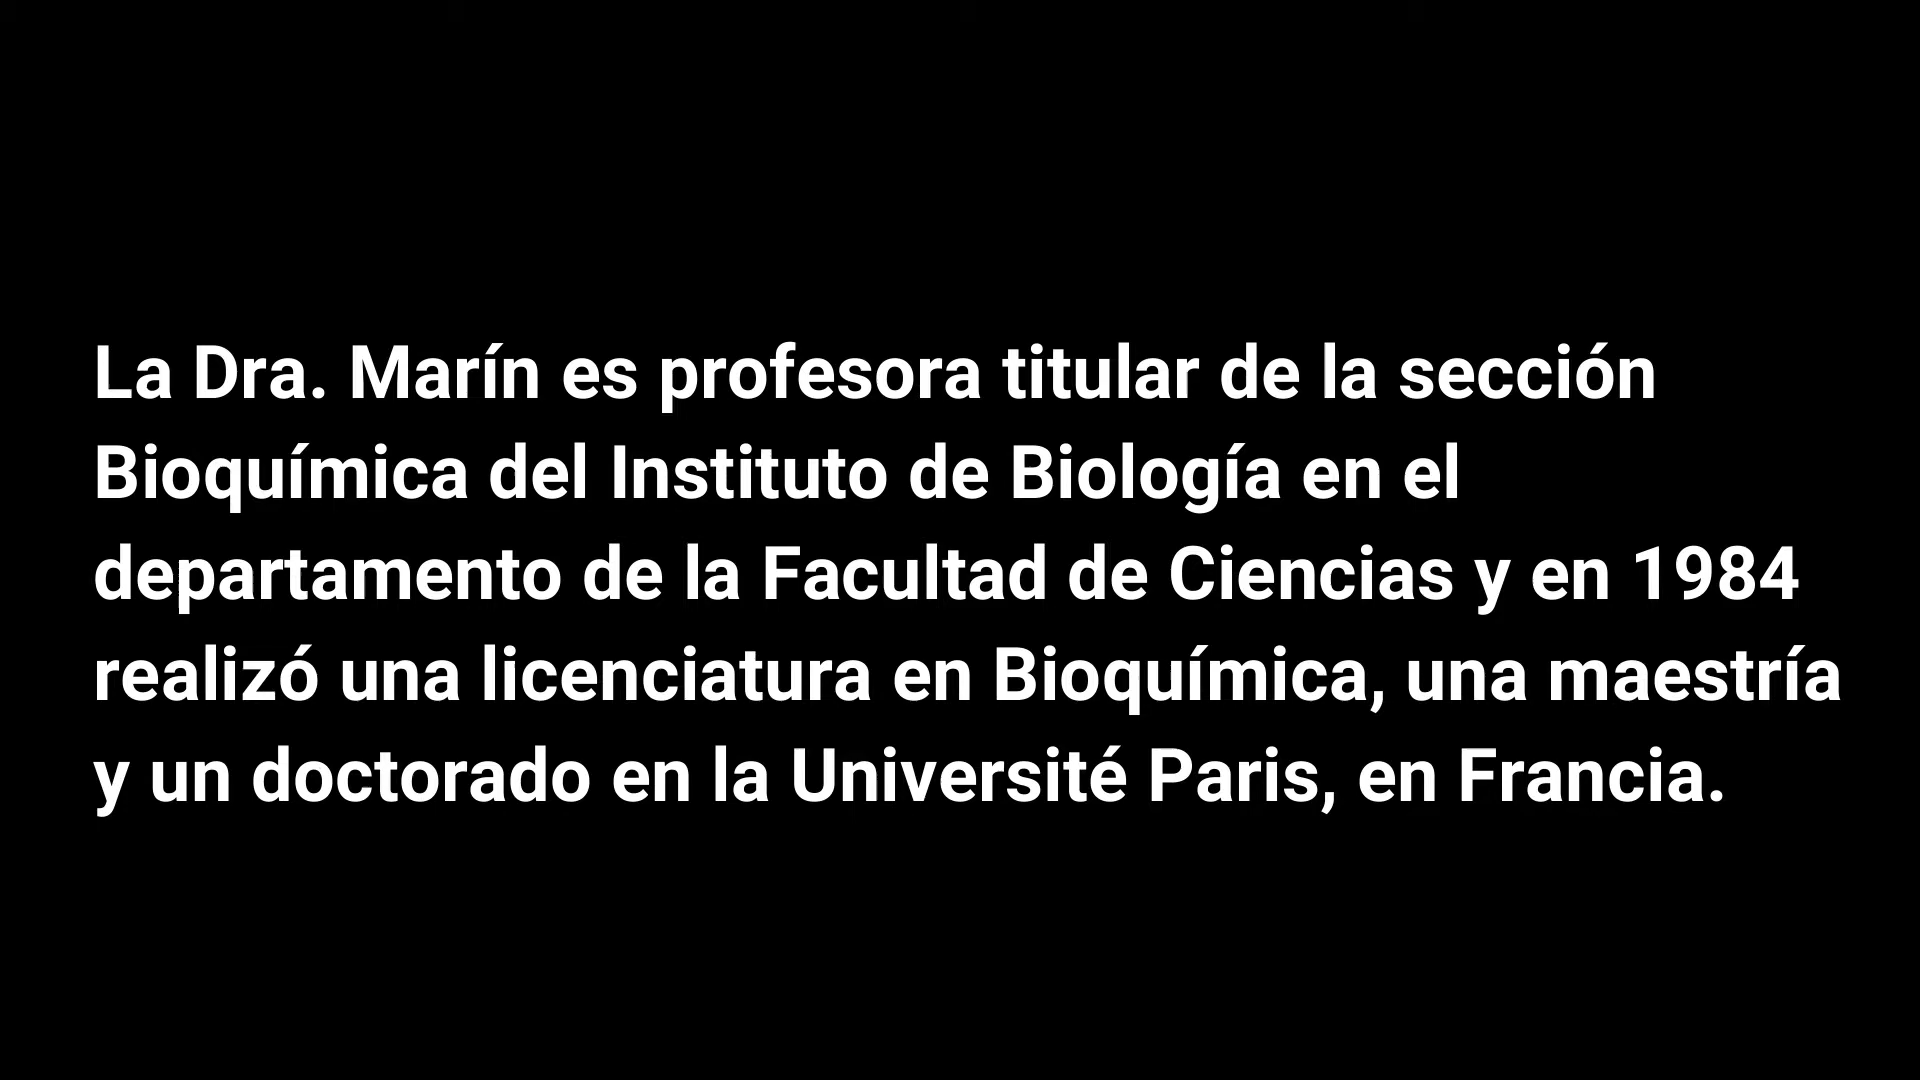 La Dra. Marín es profesora titular de la sección
Bioquímica del Instituto de Biología en el
departamento de la Facultad de Ciencias y en 1984
realizó una licenciatura en Bioquímica, una maestría
y un doctorado en la Université Paris, en Francia.